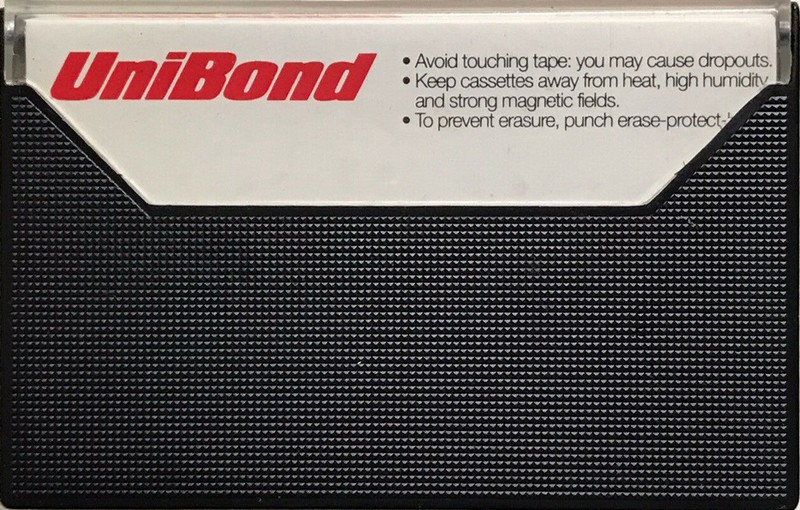 UniBond
• Avoid touching tape: you may cause dropouts.
• Keep cassettes away from heat, high humidity
and strong magnetic fields.
• To prevent erasure, punch erase-protect-